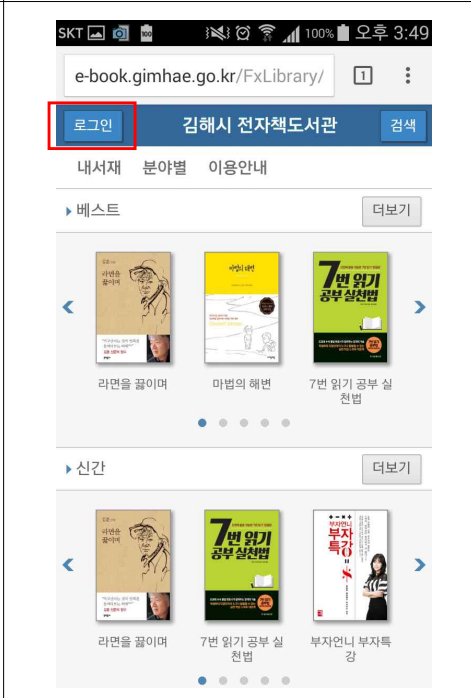 SKT 100 100% 오후 3:49
e-book.gimhae.go.kr/FxLibrary/ 1
로그인 김해시 전자책도서관 검색
내서재 분야별 이용안내
베스트 더보기
라면을
끓이며
마법의 해변
7번 읽기
공부 실천법
라면을 끓이며 마법의 해변 7번 읽기 공부 실
천법
신간 더보기
라면을
끓이며
7번 읽기
공부 실천법
부자언니
부자
특강
라면을 끓이며 7번 읽기 공부 실 부자언니 부자특
천법 강